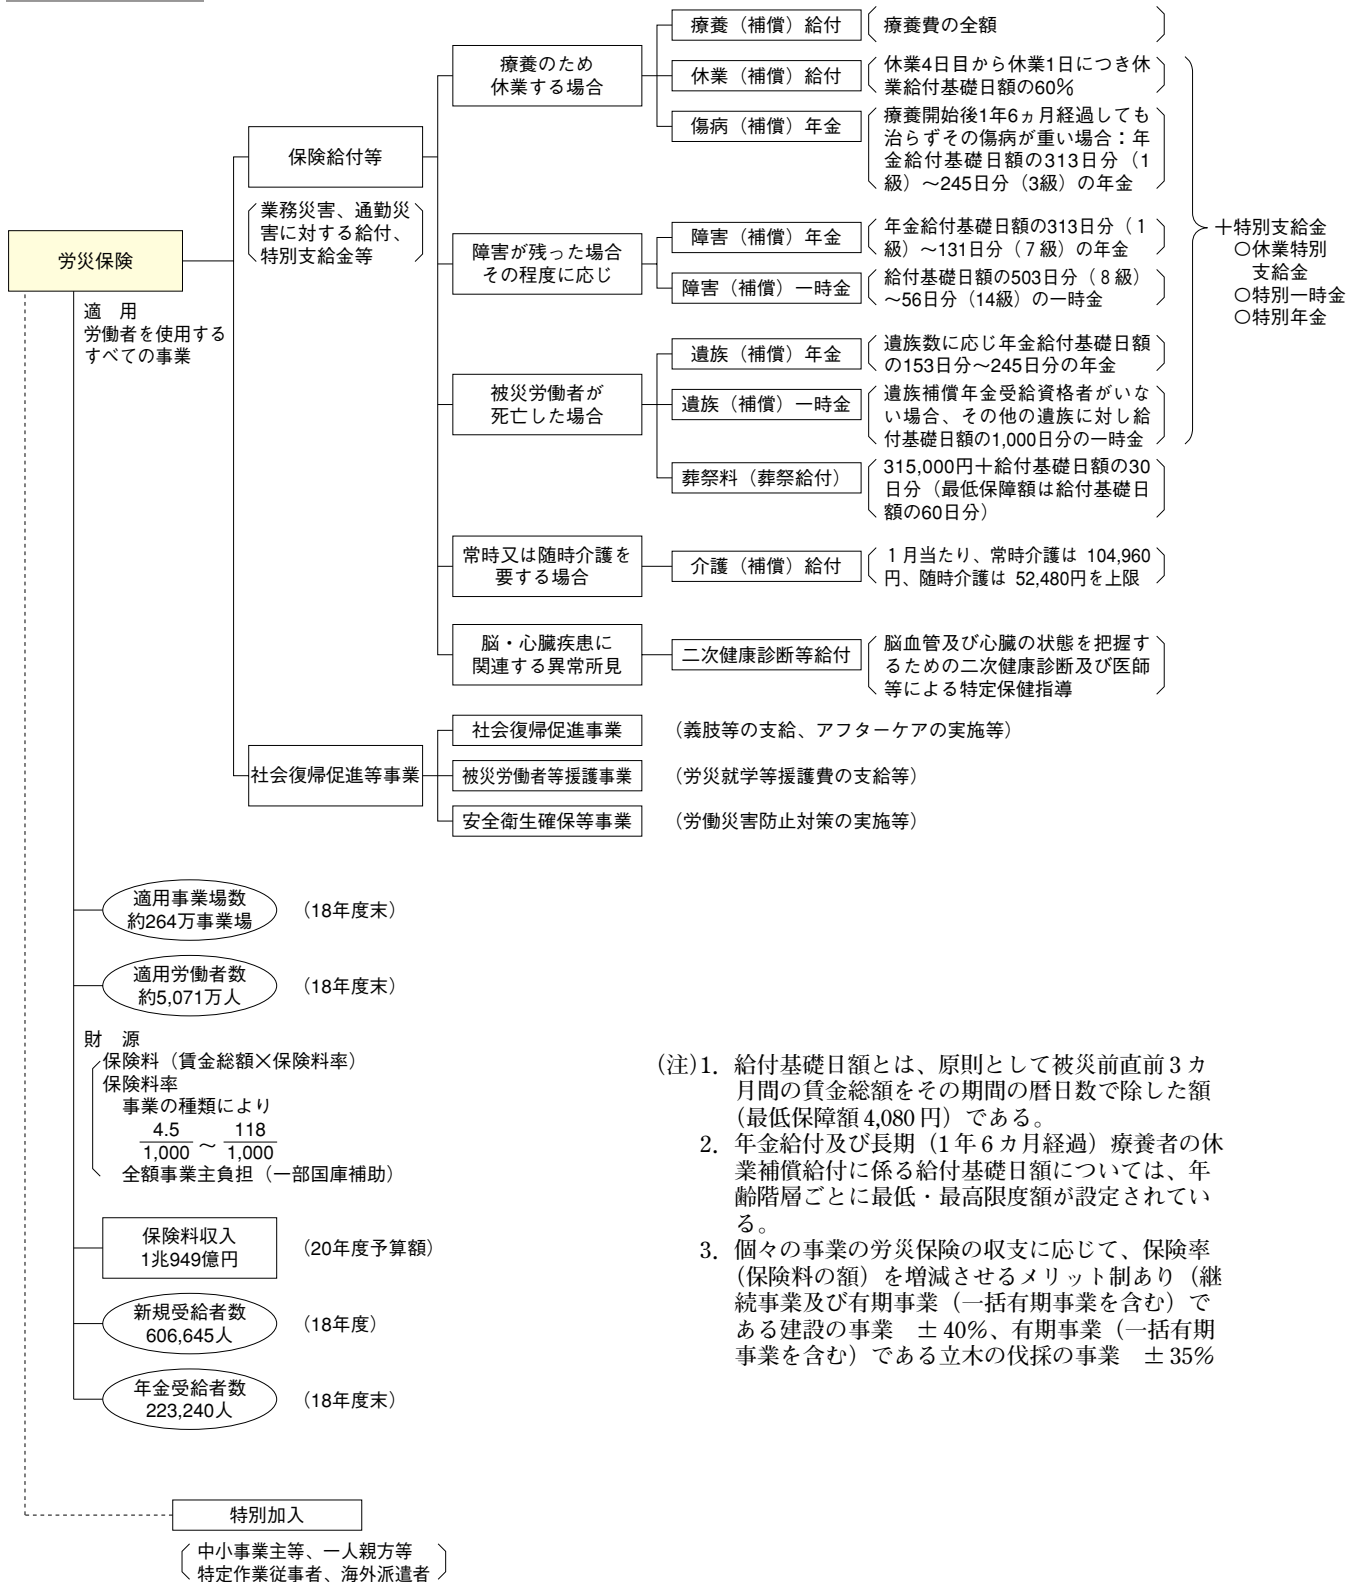 労災保険
適 用
労働者を使用する
すべての事業
保険給付等
業務災害、通勤災
害に対する給付、
特別支給金等
療養のため
休業する場合
療養（補償）給付
療養費の全額
休業（補償）給付
休業4日目から休業1日につき休
業給付基礎日額の60％
傷病（補償）年金
療養開始後1年6ヵ月経過しても
治らずその傷病が重い場合：年
金給付基礎日額の313日分（1
級）～245日分（3級）の年金
障害が残った場合
その程度に応じ
障害（補償）年金
年金給付基礎日額の313日分（1
級）～131日分（7級）の年金
障害（補償）一時金
給付基礎日額の503日分（8級）
～56日分（14級）の一時金
被災労働者が
死亡した場合
遺族（補償）年金
遺族数に応じ年金給付基礎日額
の153日分～245日分の年金
遺族（補償）一時金
遺族補償年金受給資格者がいな
い場合、その他の遺族に対し給
付基礎日額の1,000日分の一時金
葬祭料（葬祭給付）
315,000円＋給付基礎日額の30
日分（最低保障額は給付基礎日
額の60日分）
＋特別支給金
○休業特別
支給金
○特別一時金
○特別年金
常時又は随時介護を
要する場合
介護（補償）給付
1月当たり、常時介護は 104,960
円、随時介護は 52,480円を上限
脳・心臓疾患に
関連する異常所見
二次健康診断等給付
脳血管及び心臓の状態を把握す
るための二次健康診断及び医師
等による特定保健指導
社会復帰促進等事業
社会復帰促進事業
（義肢等の支給、アフターケアの実施等）
被災労働者等援護事業
（労災就学等援護費の支給等）
安全衛生確保等事業
（労働災害防止対策の実施等）
適用事業場数
約264万事業場
（18年度末）
適用労働者数
約5,071万人
（18年度末）
財 源
保険料（賃金総額×保険料率）
保険料率
事業の種類により
4.5/1,000 ～ 118/1,000
全額事業主負担（一部国庫補助）
保険料収入
1兆949億円
（20年度予算額）
新規受給者数
606,645人
（18年度）
年金受給者数
223,240人
（18年度末）
特別加入
中小事業主等、一人親方等
特定作業従事者、海外派遣者
（注）1. 給付基礎日額とは、原則として被災前直前3カ
月間の賃金総額をその期間の暦日数で除した額
（最低保障額4,080円）である。
2. 年金給付及び長期（1年6カ月経過）療養者の休
業補償給付に係る給付基礎日額については、年
齢階層ごとに最低・最高限度額が設定されてい
る。
3. 個々の事業の労災保険の収支に応じて、保険率
（保険料の額）を増減させるメリット制あり（継
続事業及び有期事業（一括有期事業を含む）で
ある建設の事業 ±40%、有期事業（一括有期
事業を含む）である立木の伐採の事業 ±35%